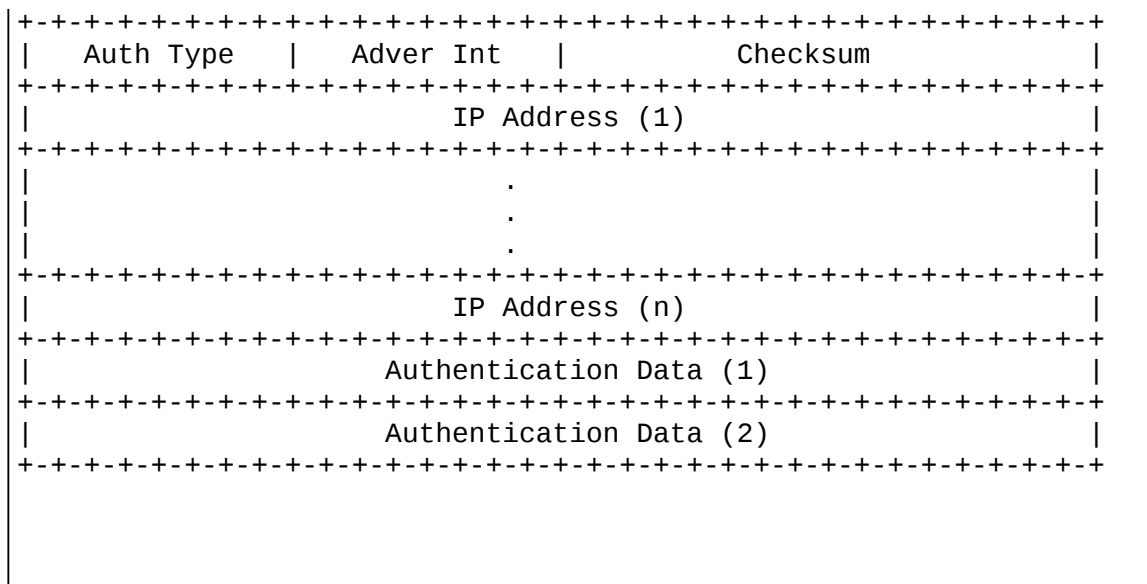 +-+-+-+-+-+-+-+-+-+-+-+-+-+-+-+-+-+-+-+-+-+-+-+-+-+-+-+-+-+-+-+-+
|   Auth Type   |   Adver Int   |          Checksum             |
+-+-+-+-+-+-+-+-+-+-+-+-+-+-+-+-+-+-+-+-+-+-+-+-+-+-+-+-+-+-+-+-+
|                         IP Address (1)                        |
+-+-+-+-+-+-+-+-+-+-+-+-+-+-+-+-+-+-+-+-+-+-+-+-+-+-+-+-+-+-+-+-+
|                            .                                  |
|                            .                                  |
|                            .                                  |
+-+-+-+-+-+-+-+-+-+-+-+-+-+-+-+-+-+-+-+-+-+-+-+-+-+-+-+-+-+-+-+-+
|                         IP Address (n)                        |
+-+-+-+-+-+-+-+-+-+-+-+-+-+-+-+-+-+-+-+-+-+-+-+-+-+-+-+-+-+-+-+-+
|                     Authentication Data (1)                   |
+-+-+-+-+-+-+-+-+-+-+-+-+-+-+-+-+-+-+-+-+-+-+-+-+-+-+-+-+-+-+-+-+
|                     Authentication Data (2)                   |
+-+-+-+-+-+-+-+-+-+-+-+-+-+-+-+-+-+-+-+-+-+-+-+-+-+-+-+-+-+-+-+-+